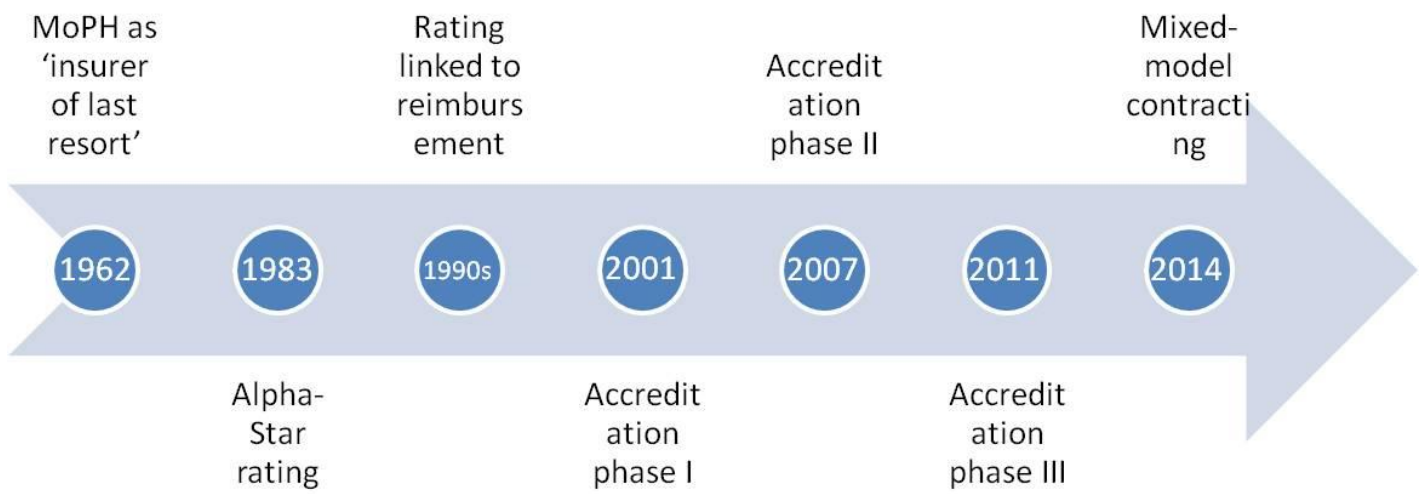 MoPH as
‘insurer
of last
resort’
Rating
linked to
reimburs
ement
Accredit
ation
phase II
Mixed-
model
contracti
ng
1962
1983
1990s
2001
2007
2011
2014
Alpha-
Star
rating
Accredit
ation
phase I
Accredit
ation
phase III